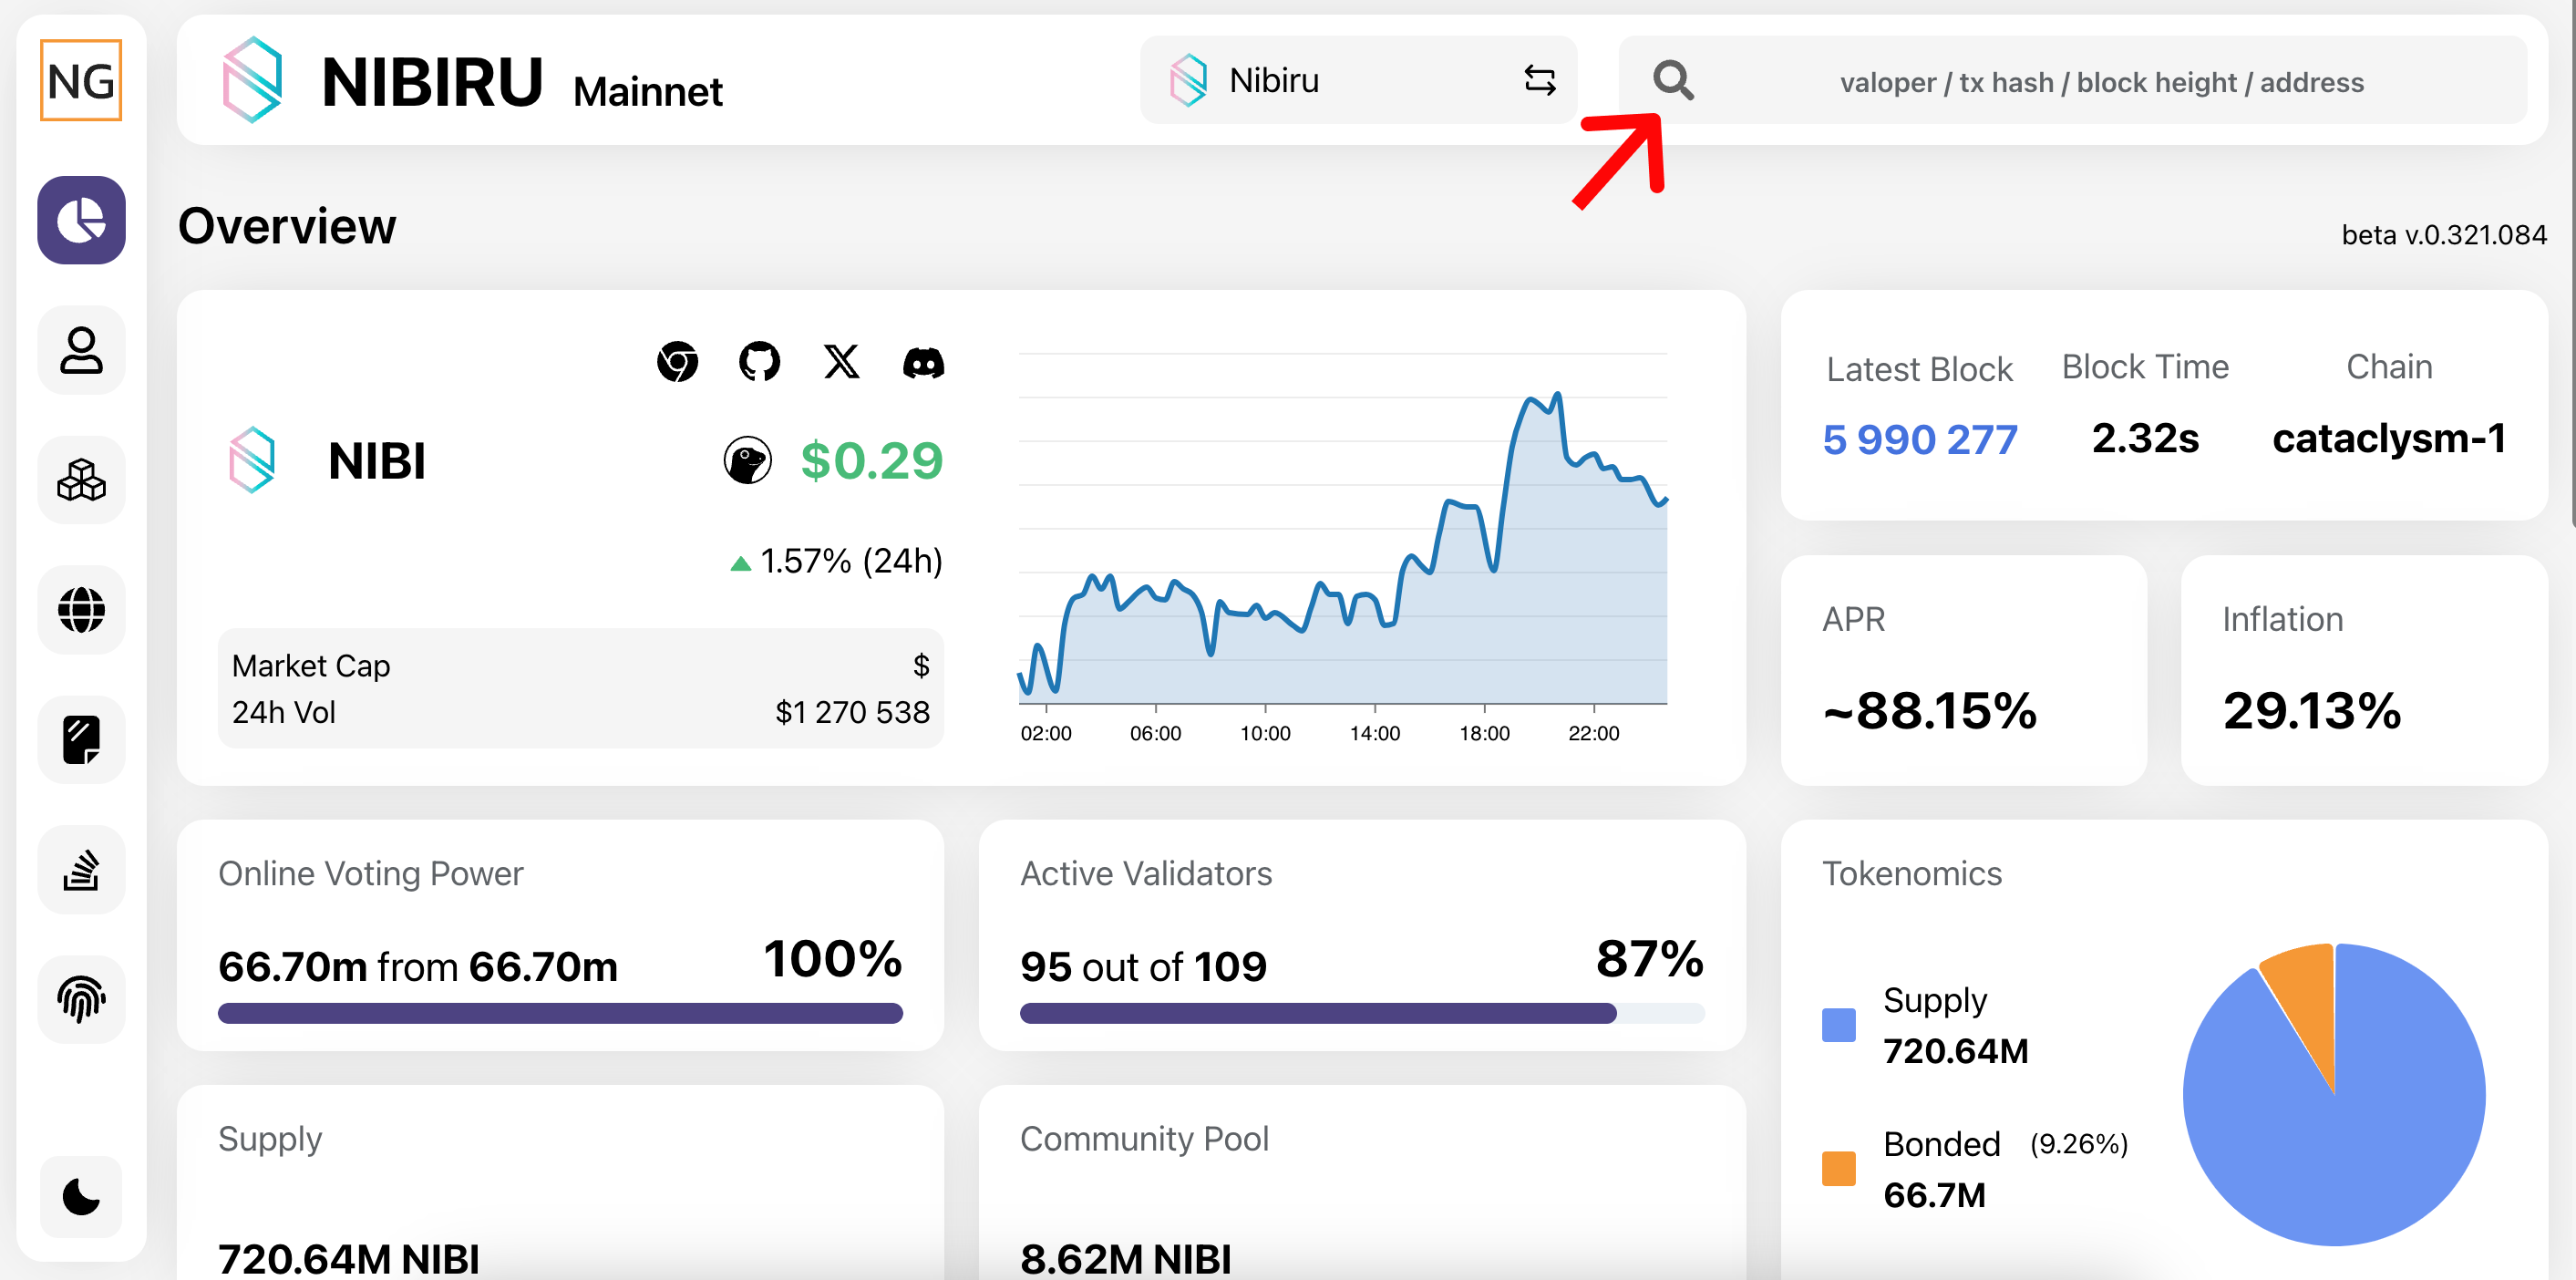 NG
NIBIRU Mainnet
Nibiru
valoper / tx hash / block height / address
Overview
beta v.0.321.084
NIBI
$0.29
1.57% (24h)
Market Cap $
24h Vol $1 270 538
02:00 06:00 10:00 14:00 18:00 22:00
Latest Block Block Time Chain
5 990 277 2.32s cataclysm-1
APR
~88.15%
Inflation
29.13%
Online Voting Power
66.70m from 66.70m 100%
Active Validators
95 out of 109 87%
Tokenomics
Supply
720.64M
Bonded (9.26%)
66.7M
Supply
720.64M NIBI
Community Pool
8.62M NIBI